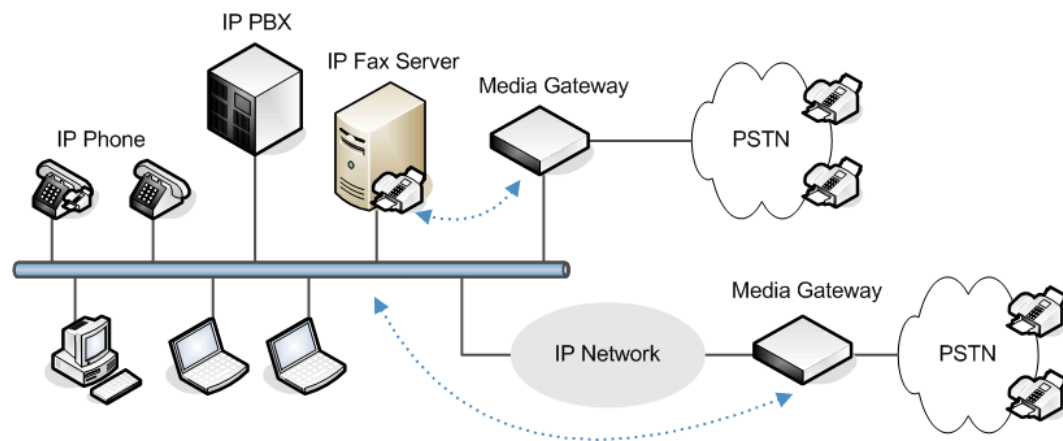 IP PBX
IP Fax Server
Media Gateway
IP Phone
PSTN
Media Gateway
IP Network
PSTN